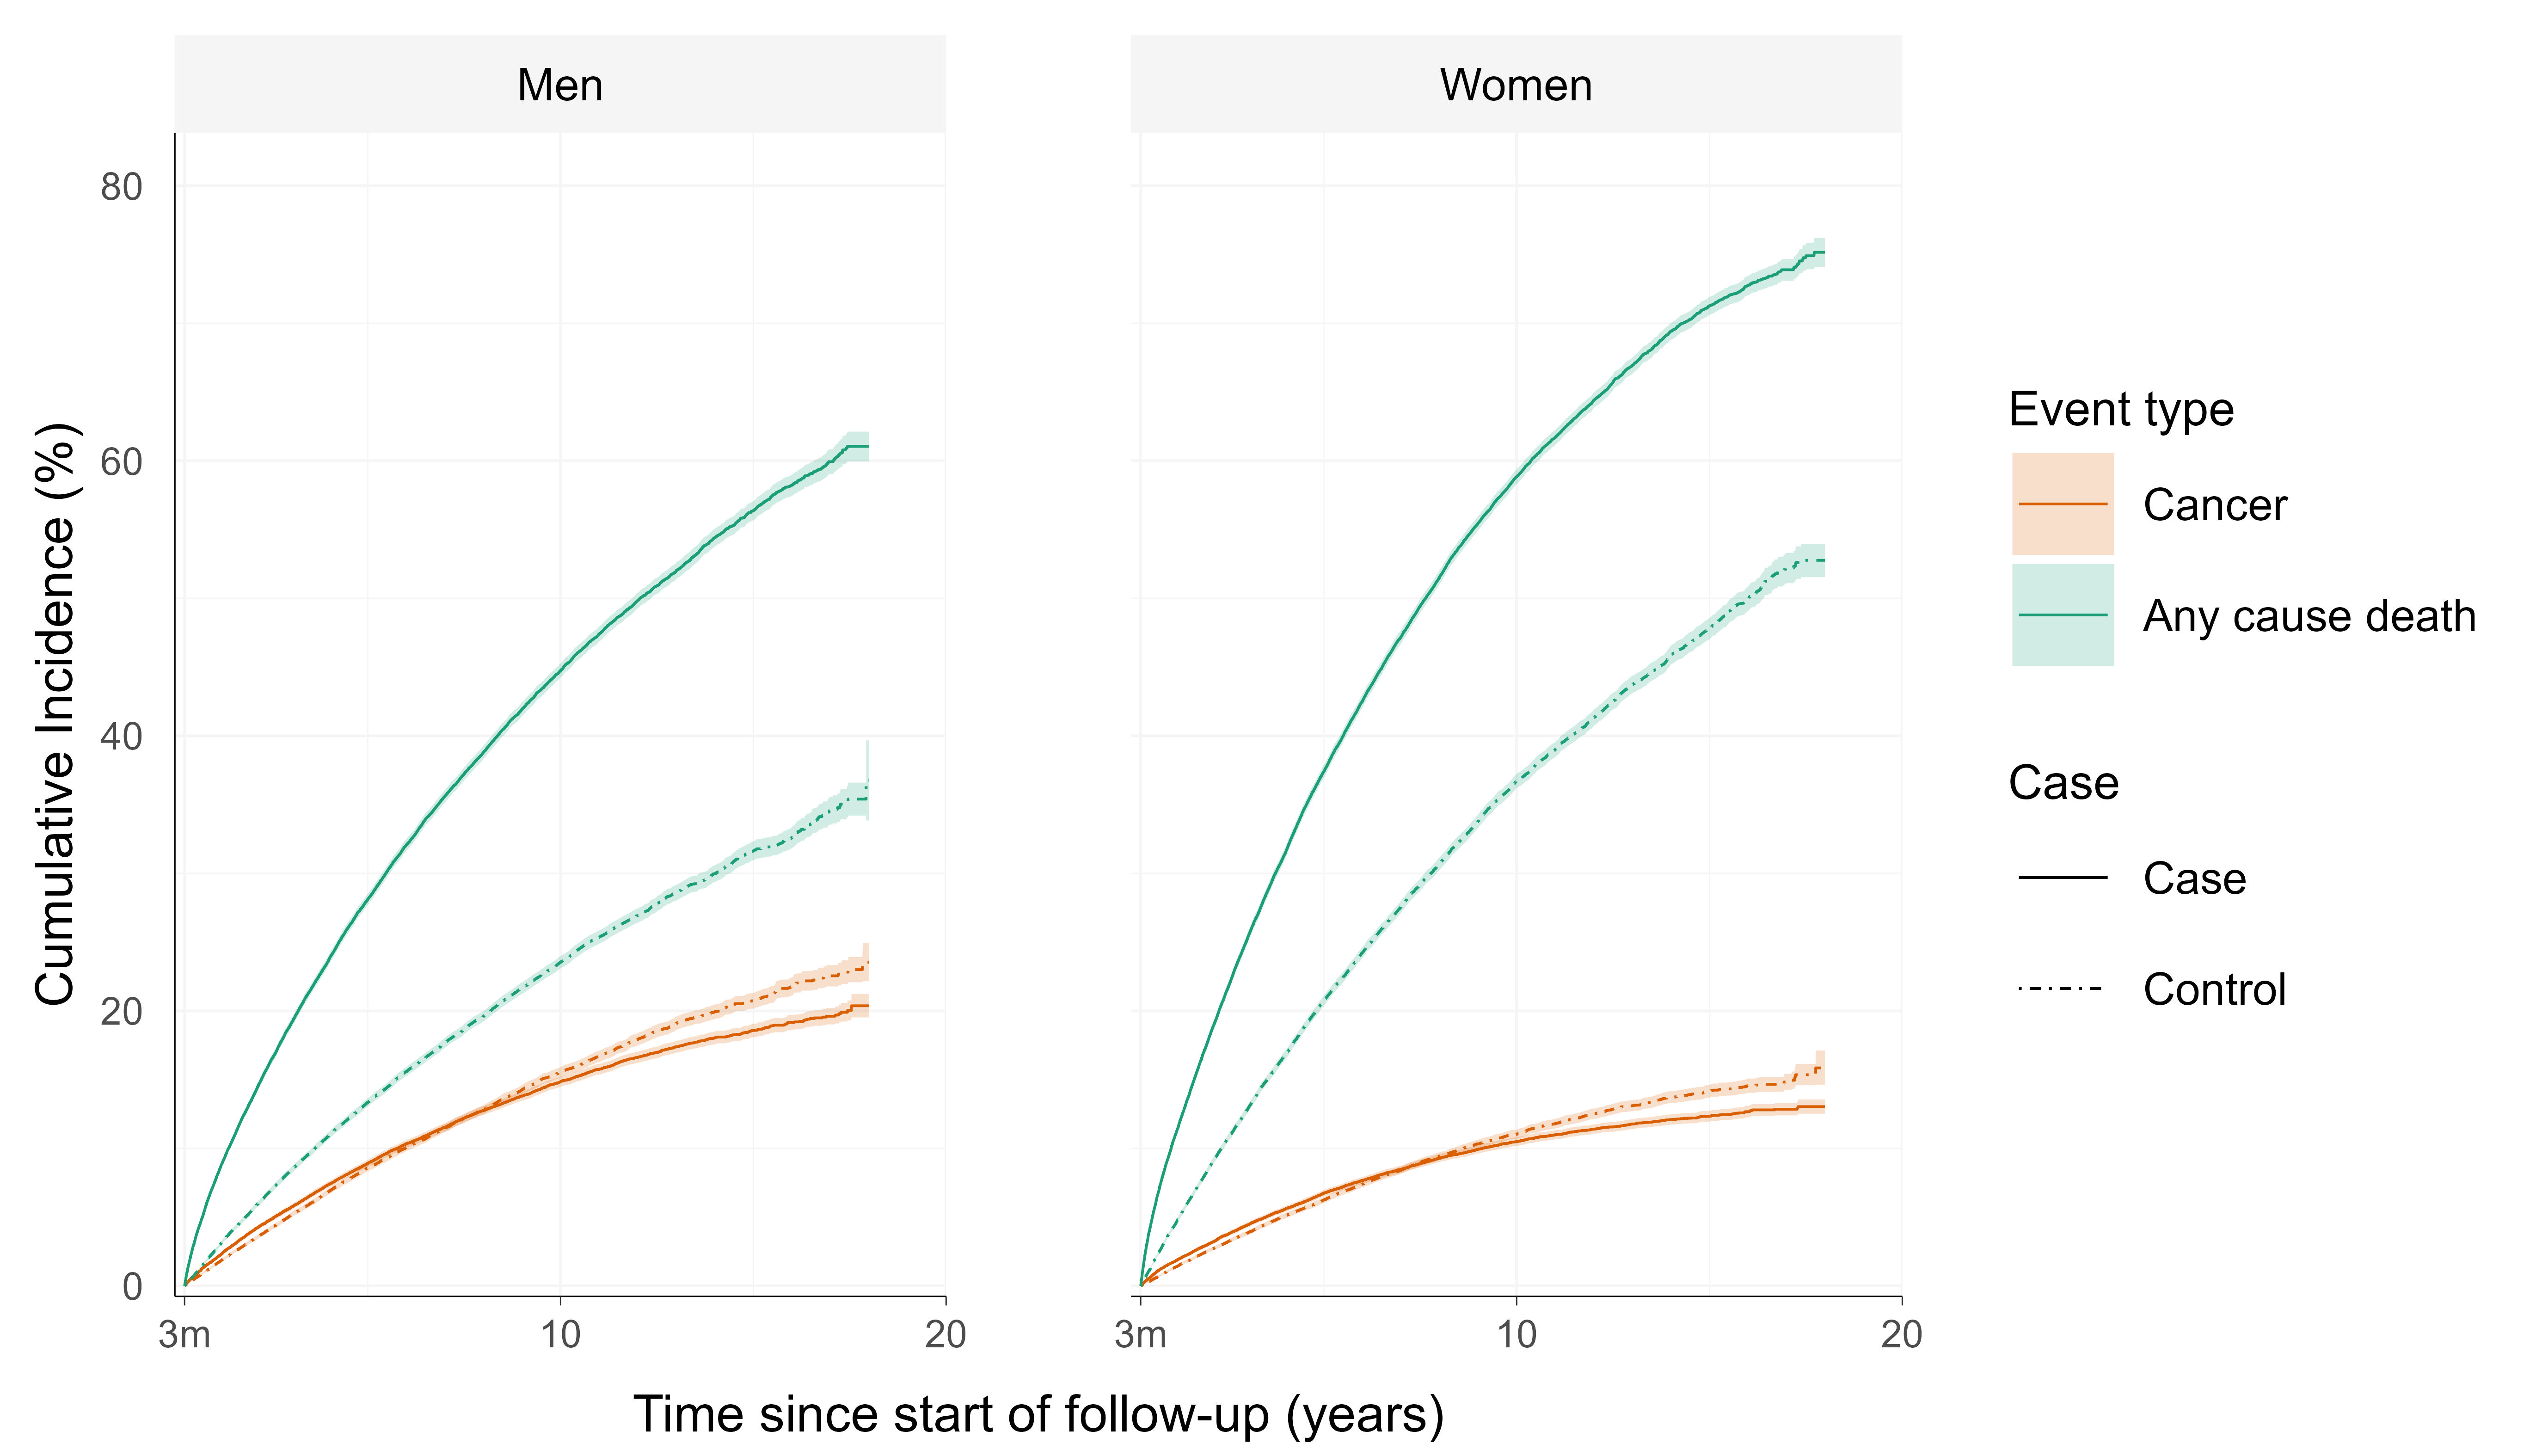 Men
Women
Cumulative Incidence (%)
80
60
40
20
0
3m
10
20
3m
10
20
Time since start of follow-up (years)
Event type
Cancer
Any cause death
Case
Case
Control